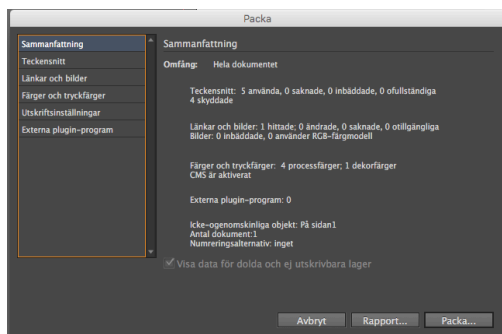 Packa
Sammanfattning
Teckensnitt
Länkar och bilder
Färger och tryckfärger
Utskriftsinställningar
Externa plugin-program
Sammanfattning
Omfång: Hela dokumentet
Teckensnitt: 5 använda, 0 saknade, 0 inbäddade, 0 ofullständiga
4 skyddade
Länkar och bilder: 1 hittade; 0 ändrade, 0 saknade, 0 otillgängliga
Bilder: 0 inbäddade, 0 använder RGB-färgmodell
Färger och tryckfärger: 4 processfärger; 1 dekorfärger
CMS är aktiverat
Externa plugin-program: 0
Icke-ogenomskinliga objekt: På sidan1
Antal dokument:1
Numreringsalternativ: inget
Visa data för dolda och ej utskrivbara lager
Avbryt Rapport... Packa...